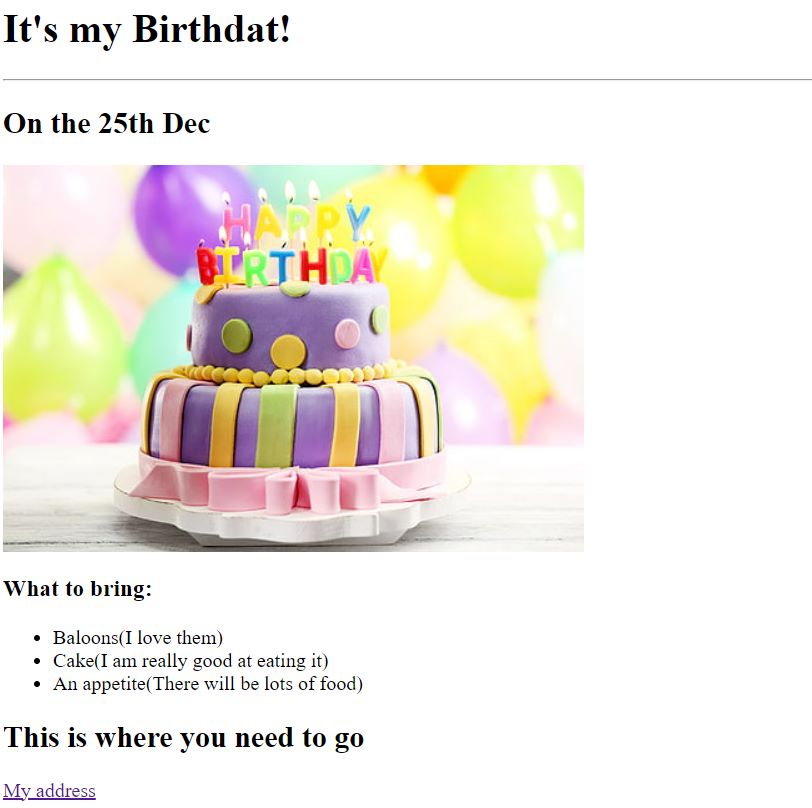 It's my Birthdat!
On the 25th Dec
HAPPY
BIRTHDAY
What to bring:
Baloons(I love them)
Cake(I am really good at eating it)
An appetite(There will be lots of food)
This is where you need to go
My address